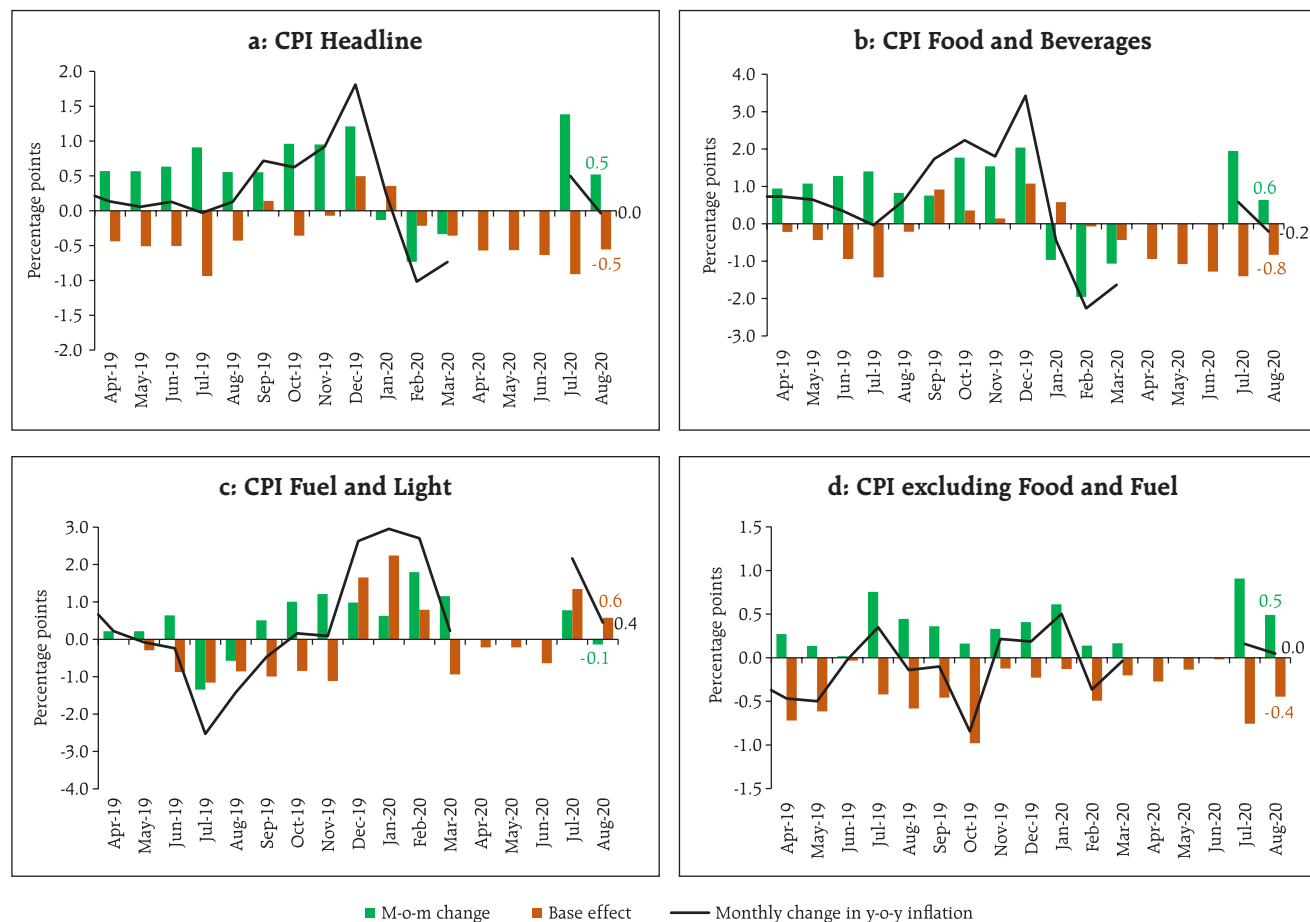 a: CPI Headline
Percentage points
2.0
1.5
1.0
0.5
0.0
-0.5
-1.0
-1.5
-2.0
0.5
-0.0
-0.5
Apr-19
May-19
Jun-19
Jul-19
Aug-19
Sep-19
Oct-19
Nov-19
Dec-19
Jan-20
Feb-20
Mar-20
Apr-20
May-20
Jun-20
Jul-20
Aug-20
b: CPI Food and Beverages
Percentage points
4.0
3.0
2.0
1.0
0.0
-1.0
-2.0
-3.0
0.6
-0.2
-0.8
Apr-19
May-19
Jun-19
Jul-19
Aug-19
Sep-19
Oct-19
Nov-19
Dec-19
Jan-20
Feb-20
Mar-20
Apr-20
May-20
Jun-20
Jul-20
Aug-20
c: CPI Fuel and Light
Percentage points
3.0
2.0
1.0
0.0
-1.0
-2.0
-3.0
-4.0
0.6
0.4
-0.1
Apr-19
May-19
Jun-19
Jul-19
Aug-19
Sep-19
Oct-19
Nov-19
Dec-19
Jan-20
Feb-20
Mar-20
Apr-20
May-20
Jun-20
Jul-20
Aug-20
d: CPI excluding Food and Fuel
Percentage points
1.5
1.0
0.5
0.0
-0.5
-1.0
-1.5
0.5
0.0
-0.4
Apr-19
May-19
Jun-19
Jul-19
Aug-19
Sep-19
Oct-19
Nov-19
Dec-19
Jan-20
Feb-20
Mar-20
Apr-20
May-20
Jun-20
Jul-20
Aug-20
M-o-m change Base effect Monthly change in y-o-y inflation